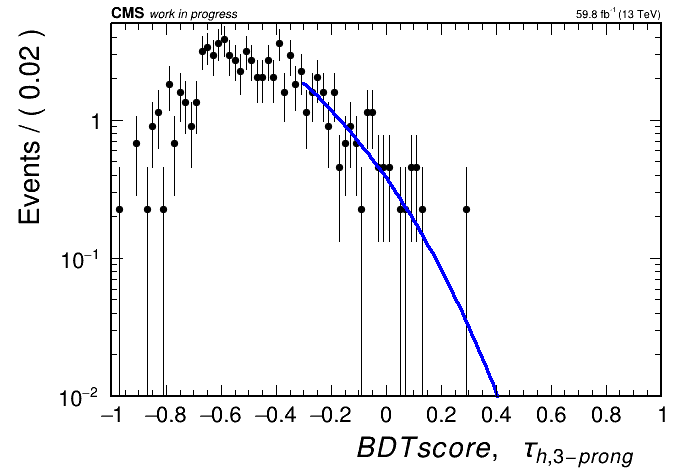 CMS work in progress 59.8 fb⁻¹ (13 TeV)
Events / ( 0.02 )
1
10⁻¹
10⁻²
−1 −0.8 −0.6 −0.4 −0.2 0 0.2 0.4 0.6 0.8 1
BDTscore, τh,3−prong